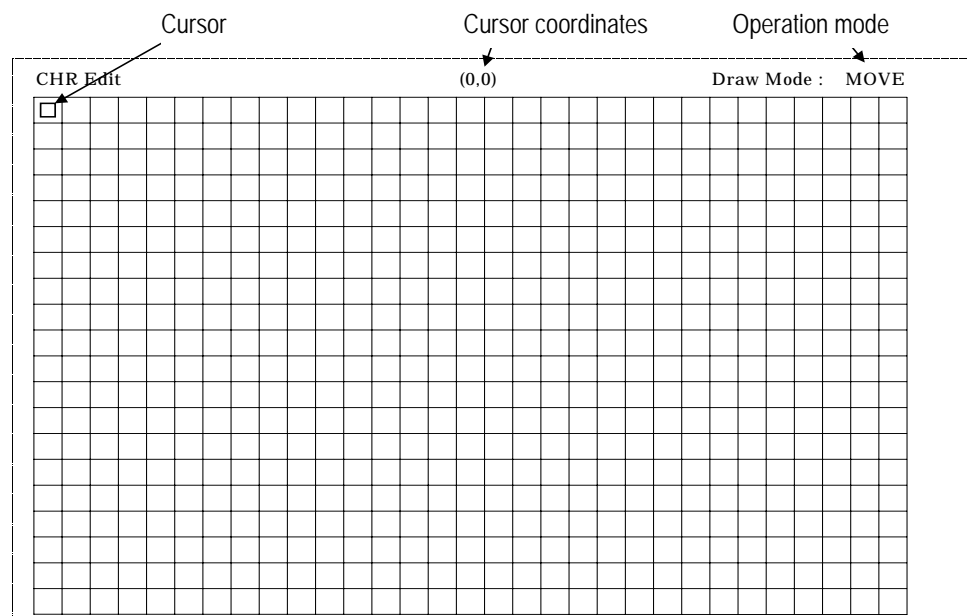 Cursor Cursor coordinates Operation mode
CHR Edit (0,0) Draw Mode : MOVE